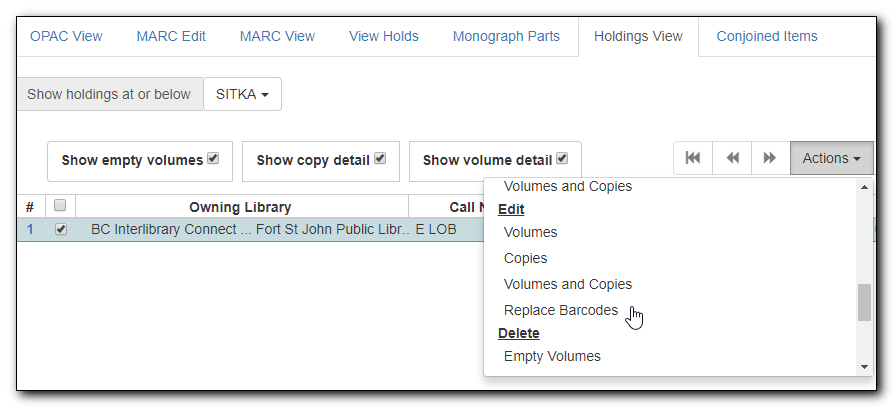 OPAC View MARC Edit MARC View View Holds Monograph Parts Holdings View Conjoined Items
Show holdings at or below SITKA
Show empty volumes Show copy detail Show volume detail Actions
Volumes and Copies
# Owning Library Call
Edit
1 BC Interlibrary Connect ... Fort St John Public Libr.. E LOB
Volumes
Copies
Volumes and Copies
Replace Barcodes
Delete
Empty Volumes